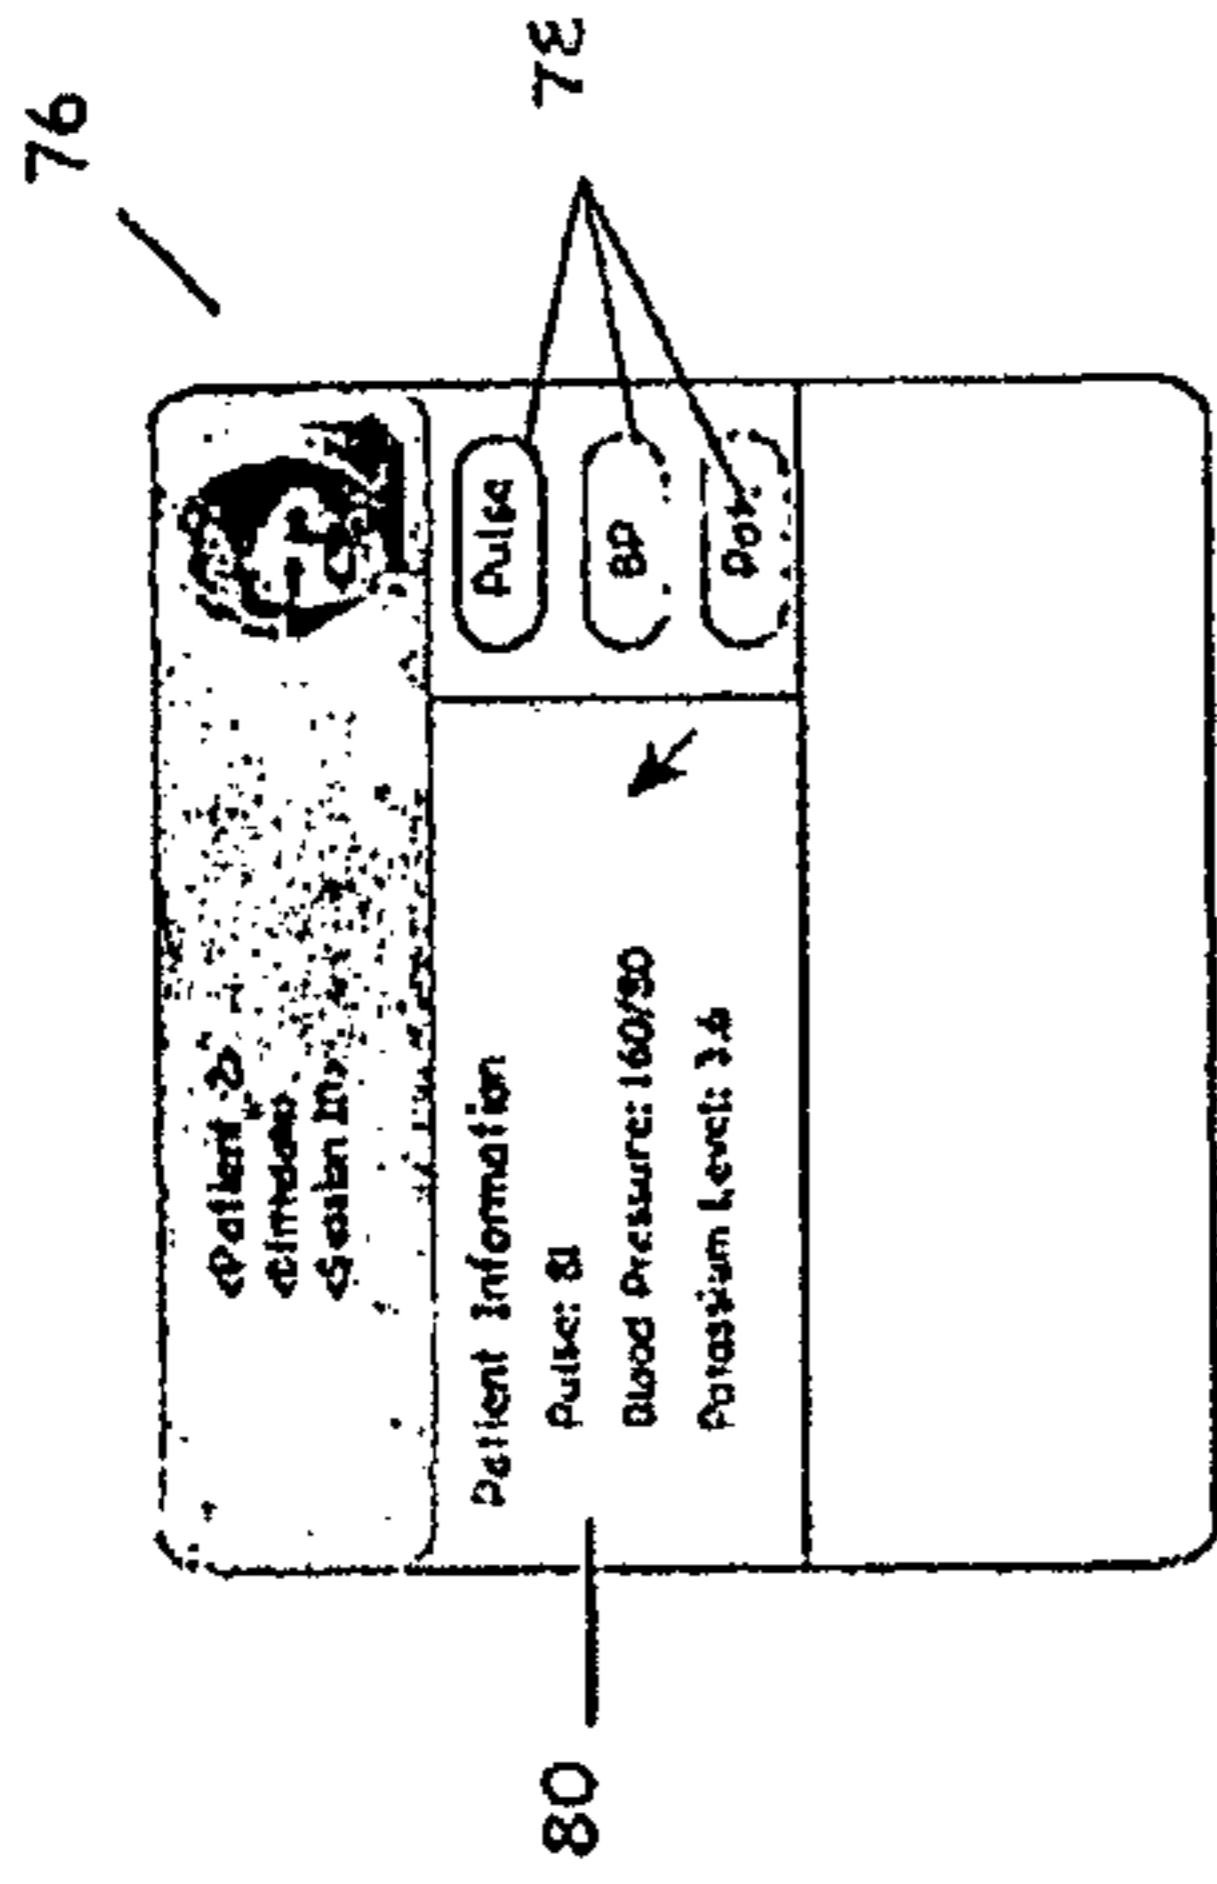 76
<Patient
Patient Information
Pulse: 81
Blood Pressure: 160/90
Potassium Level: 3.6
Pulse
BP
Pot.
78
80